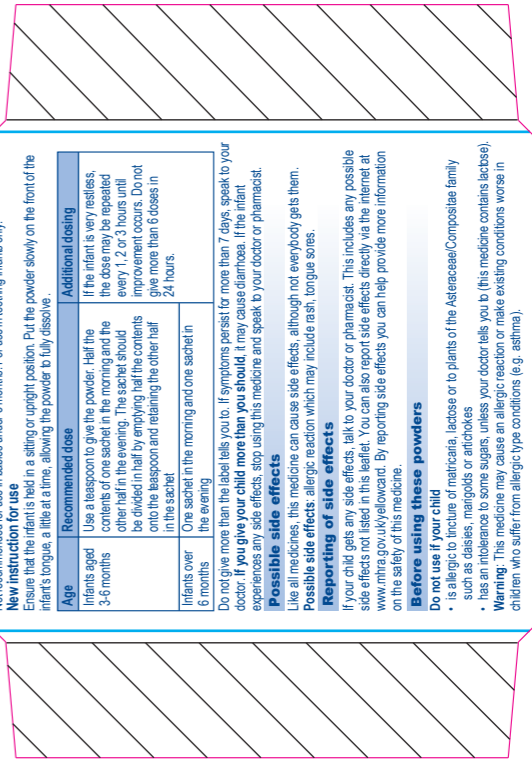 Not recommended for use in babies under 3 months. For use in teething infants only.
New instruction for use
Ensure that the infant is held in a sitting or upright position. Put the powder slowly on the front of the
infant's tongue, a little at a time, allowing the powder to fully dissolve .
Age
Recommended dose
Additional dosing
Infants aged
3-6 months
Use a teaspoon to give the powder. Half the
contents of one sachet in the morning and the
other half in the evening. The sachet should
be divided in half by emptying half the contents
onto the teaspoon and retaining the other half
in the sachet
If the infant is very restless,
the dose may be repeated
every 1, 2 or 3 hours until
improvement occurs. Do not
give more than 6 doses in
24 hours.
Infants over
6 months
One sachet in the morning and one sachet in
the evening
Do not give more than the label tells you to. If symptoms persist for more than 7 days, speak to your
doctor. If you give your child more than you should, it may cause diarrhoea. If the infant
experiences any side effects, stop using this medicine and speak to your doctor or pharmacist.
Possible side effects
Like all medicines, this medicine can cause side effects, although not everybody gets them.
Possible side effects: allergic reaction which may include rash, tongue sores.
Reporting of side effects
If your child gets any side effects, talk to your doctor or pharmacist. This includes any possible
side effects not listed in this leaflet. You can also report side effects directly via the internet at
www.mhra.gov.uk/yellowcard. By reporting side effects you can help provide more information
on the safety of this medicine.
Before using these powders
Do not use if your child
• is allergic to tincture of matricaria, lactose or to plants of the Asteraceae/Compositae family
such as daisies, marigolds or artichokes
• has an intolerance to some sugars, unless your doctor tells you to (this medicine contains lactose).
Warning: This medicine may cause an allergic reaction or make existing conditions worse in
children who suffer from allergic type conditions (e.g. asthma).